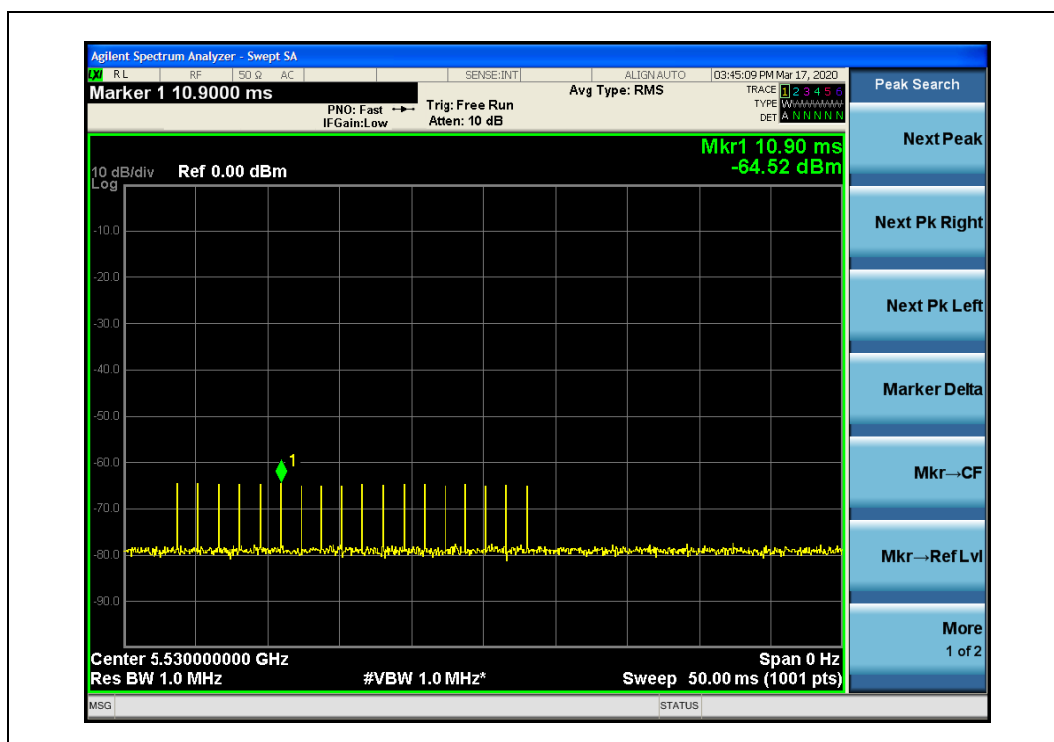 Agilent Spectrum Analyzer - Swept SA
LXI RL RF 50 Ω AC SENSE:INT ALIGN AUTO 03:45:09 PM Mar 17, 2020
Marker 1 10.9000 ms
PNO: Fast
IFGain:Low
Trig: Free Run
Atten: 10 dB
Avg Type: RMS
TRACE 1 2 3 4 5 6
TYPE
DET A N N N N N
Peak Search
Mkr1 10.90 ms
-64.52 dBm
10 dB/div Ref 0.00 dBm
Log
-10.0
-20.0
-30.0
-40.0
-50.0
-60.0
-70.0
-80.0
-90.0
1
Center 5.530000000 GHz Span 0 Hz
Res BW 1.0 MHz #VBW 1.0 MHz* Sweep 50.00 ms (1001 pts)
Next Peak
Next Pk Right
Next Pk Left
Marker Delta
Mkr→CF
Mkr→Ref Lvl
More
1 of 2
MSG STATUS